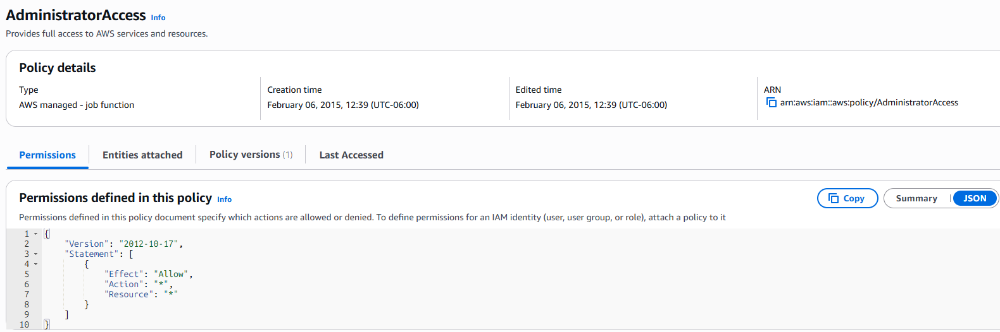 AdministratorAccess Info
Provides full access to AWS services and resources.
Policy details
Type
AWS managed - job function
Creation time
February 06, 2015, 12:39 (UTC-06:00)
Edited time
February 06, 2015, 12:39 (UTC-06:00)
ARN
arn:aws:iam::aws:policy/AdministratorAccess
Permissions Entities attached Policy versions (1) Last Accessed
Permissions defined in this policy Info
Copy Summary JSON
Permissions defined in this policy document specify which actions are allowed or denied. To define permissions for an IAM identity (user, user group, or role), attach a policy to it
1 {
2     "Version": "2012-10-17",
3     "Statement": [
4         {
5             "Effect": "Allow",
6             "Action": "*",
7             "Resource": "*"
8         }
9     ]
10 }